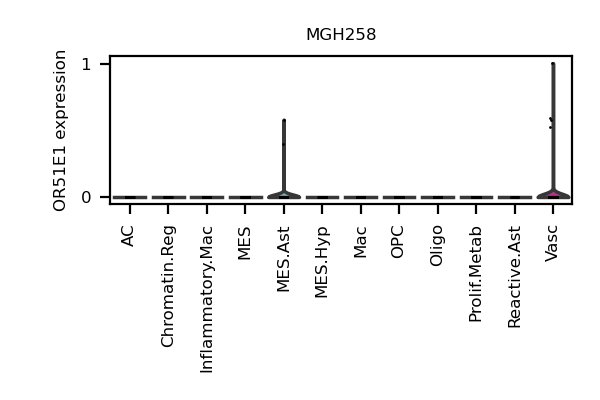 MGH258
OR51E1 expression
1
0
AC
Chromatin.Reg
Inflammatory.Mac
MES
MES.Ast
MES.Hyp
Mac
OPC
Oligo
Prolif.Metab
Reactive.Ast
Vasc